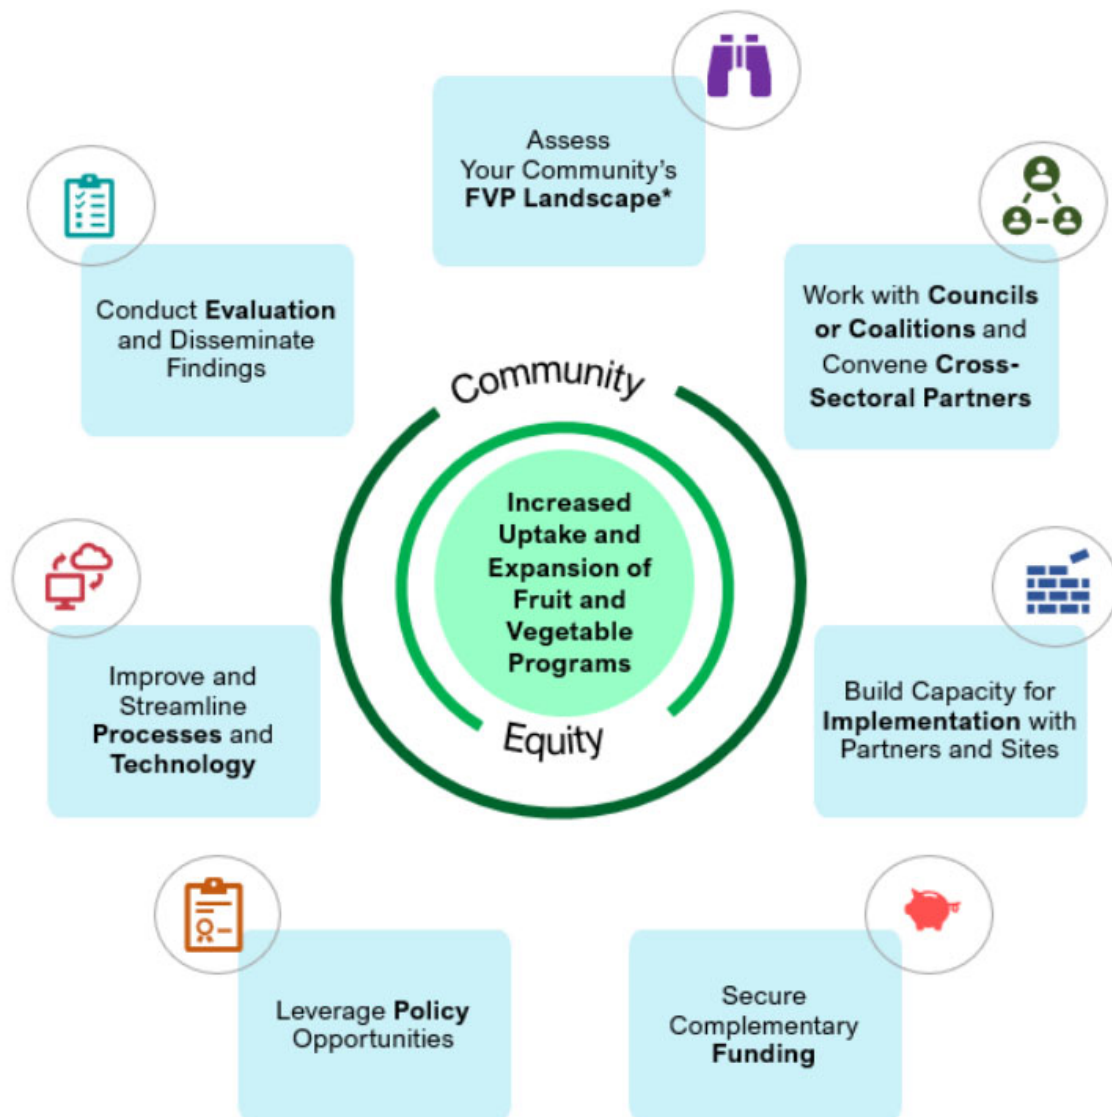 Assess
Your Community's
FVP Landscape*
Work with Councils
or Coalitions and
Convene Cross-
Sectoral Partners
Build Capacity for
Implementation with
Partners and Sites
Secure
Complementary
Funding
Leverage Policy
Opportunities
Improve and
Streamline
Processes and
Technology
Conduct Evaluation
and Disseminate
Findings
Community
Increased
Uptake and
Expansion of
Fruit and
Vegetable
Programs
Equity